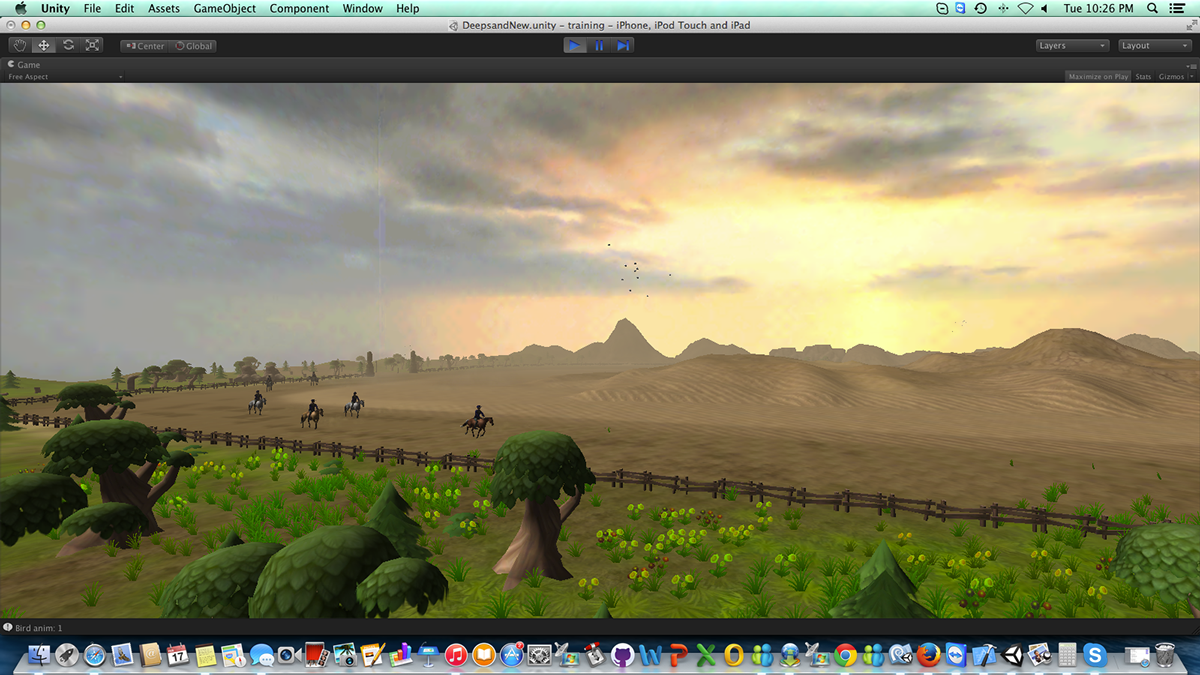 Unity File Edit Assets GameObject Component Window Help Tue 10:26 PM
DeepsandNew.unity - training - iPhone, iPod Touch and iPad
Center Global Layers Layout
Game
Free Aspect Maximize on Play Stats Gizmos
Bird anim: 1
17